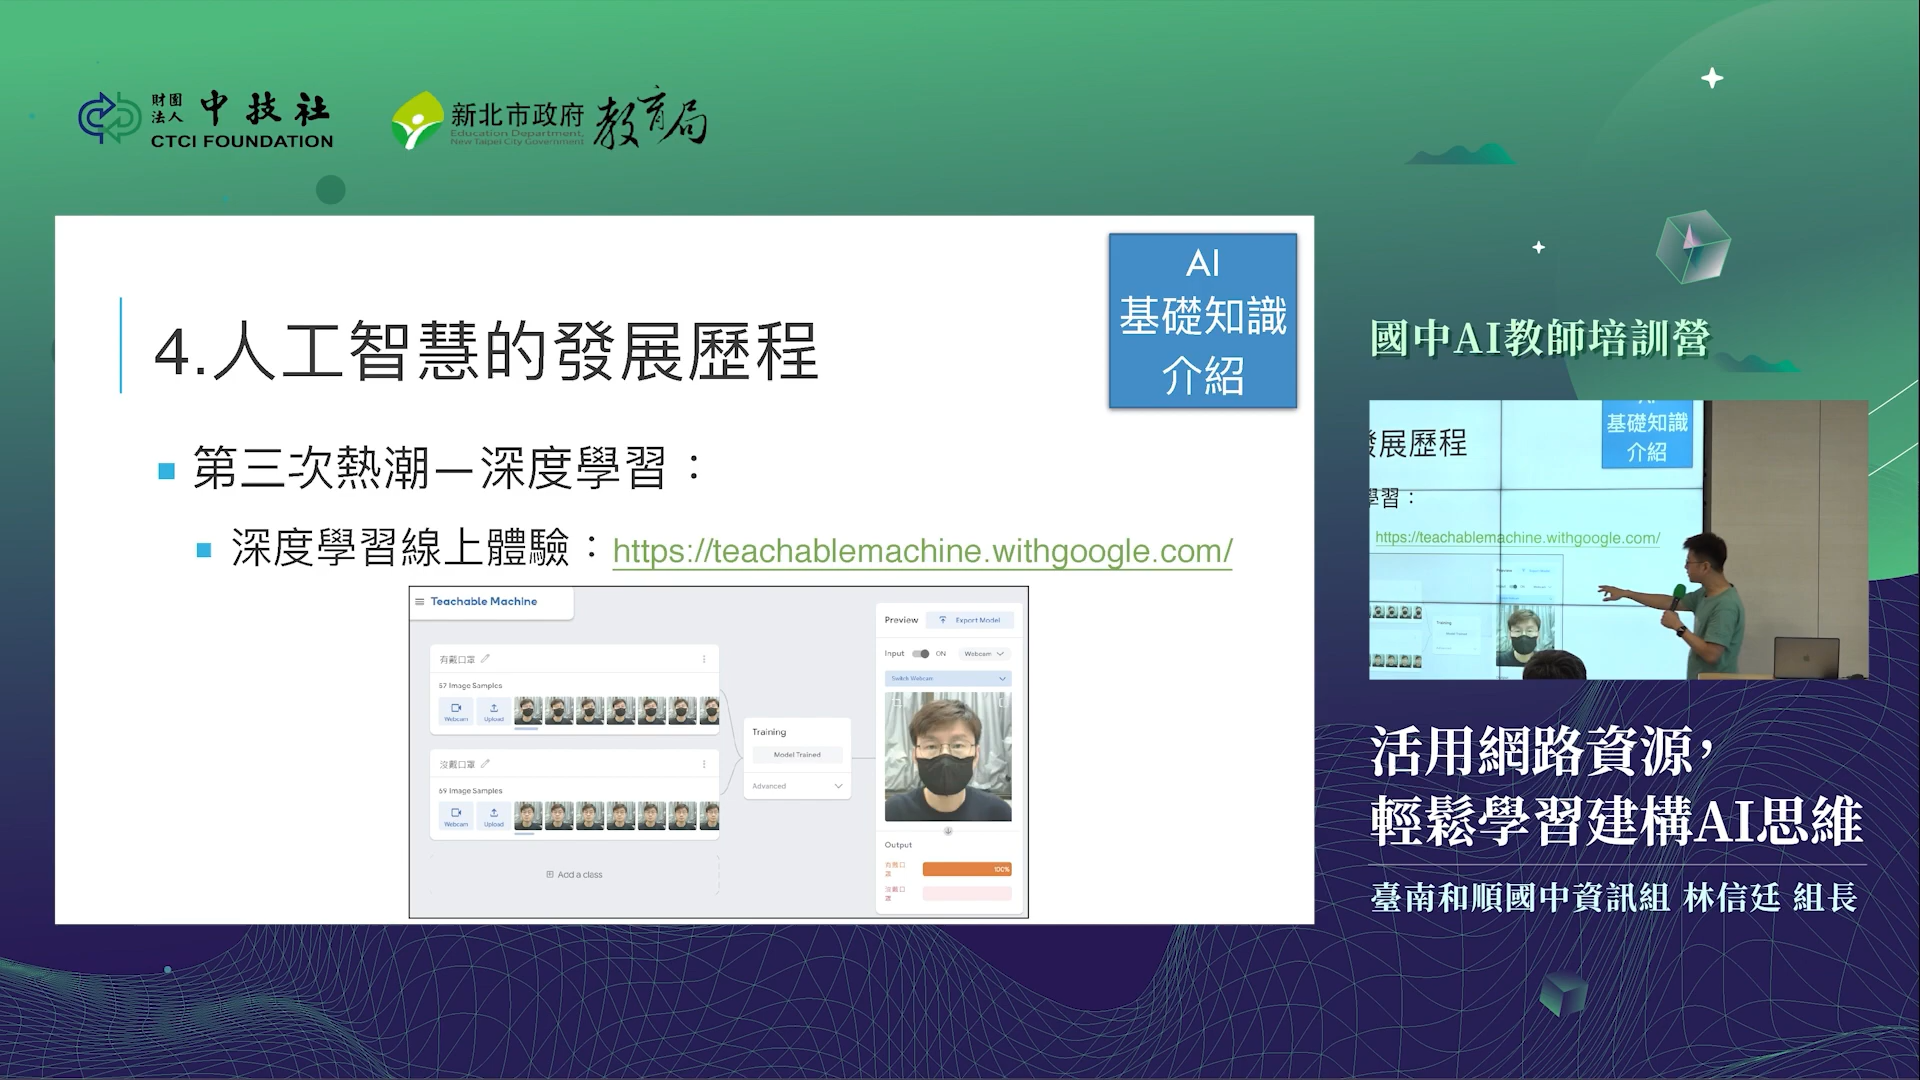 財團法人 中技社
CTCI FOUNDATION
新北市政府 教育局
Education Department,
New Taipei City Government
AI
基礎知識
介紹
4.人工智慧的發展歷程
第三次熱潮—深度學習：
深度學習線上體驗：https://teachablemachine.withgoogle.com/
Teachable Machine
有戴口罩
57 Image Samples
Webcam
Upload
沒戴口罩
69 Image Samples
Webcam
Upload
Add a class
Training
Model Trained
Advanced
Preview
Export Model
Input
ON
Webcam
Switch Webcam
Output
有戴口罩
100%
沒戴口罩
國中AI教師培訓營
AI
基礎知識
介紹
發展歷程
學習：
https://teachablemachine.withgoogle.com/
活用網路資源，
輕鬆學習建構AI思維
臺南和順國中資訊組 林信廷 組長